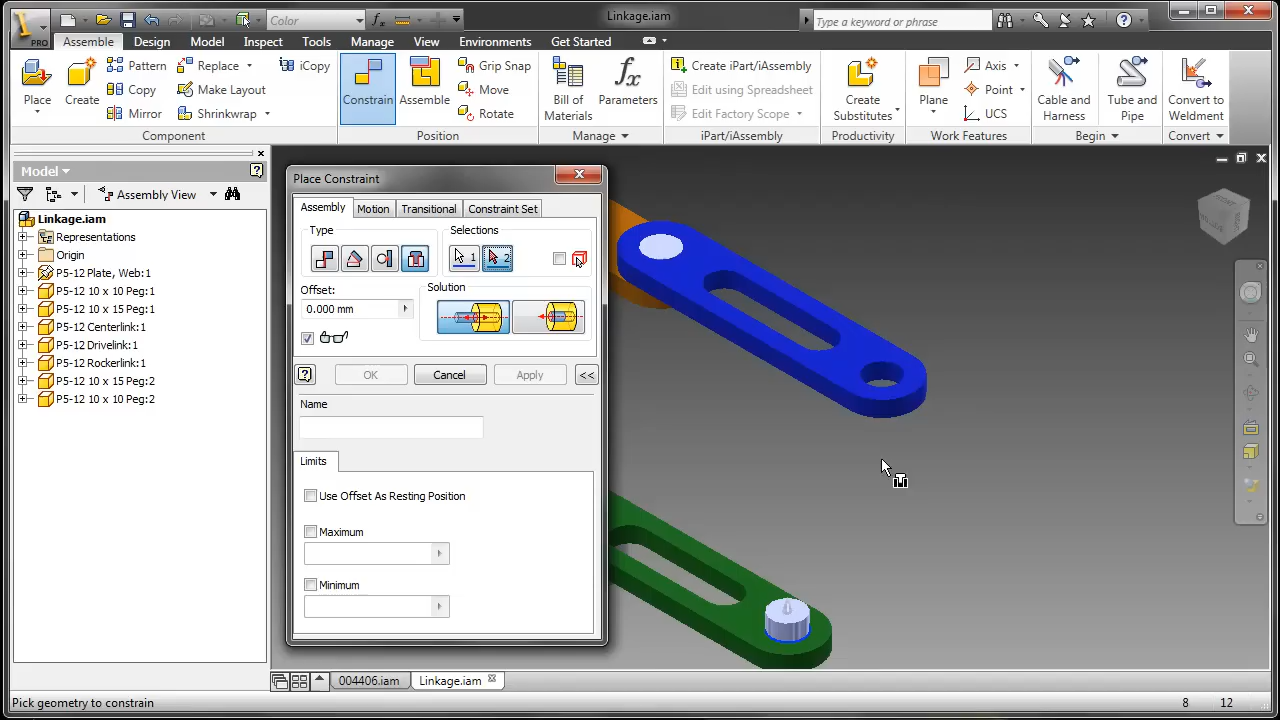 Color
Linkage.iam
Type a keyword or phrase
PRO
Assemble Design Model Inspect Tools Manage View Environments Get Started
Place
Create
Pattern
Copy
Mirror
Replace
Make Layout
Shrinkwrap
iCopy
Component
Constrain
Assemble
Grip Snap
Move
Rotate
Position
Bill of
Materials
Parameters
Manage
Create iPart/iAssembly
Edit using Spreadsheet
Edit Factory Scope
iPart/iAssembly
Create
Substitutes
Productivity
Plane
Axis
Point
UCS
Work Features
Cable and
Harness
Tube and
Pipe
Begin
Convert to
Weldment
Convert
Model
Assembly View
Linkage.iam
Representations
Origin
P5-12 Plate, Web:1
P5-12 10 x 10 Peg:1
P5-12 10 x 15 Peg:1
P5-12 Centerlink:1
P5-12 Drivelink:1
P5-12 Rockerlink:1
P5-12 10 x 15 Peg:2
P5-12 10 x 10 Peg:2
Place Constraint
Assembly Motion Transitional Constraint Set
Type
Selections
1
2
Offset:
0.000 mm
Solution
OK
Cancel
Apply
<<
Name
Limits
Use Offset As Resting Position
Maximum
Minimum
004406.iam
Linkage.iam
Pick geometry to constrain
8
12